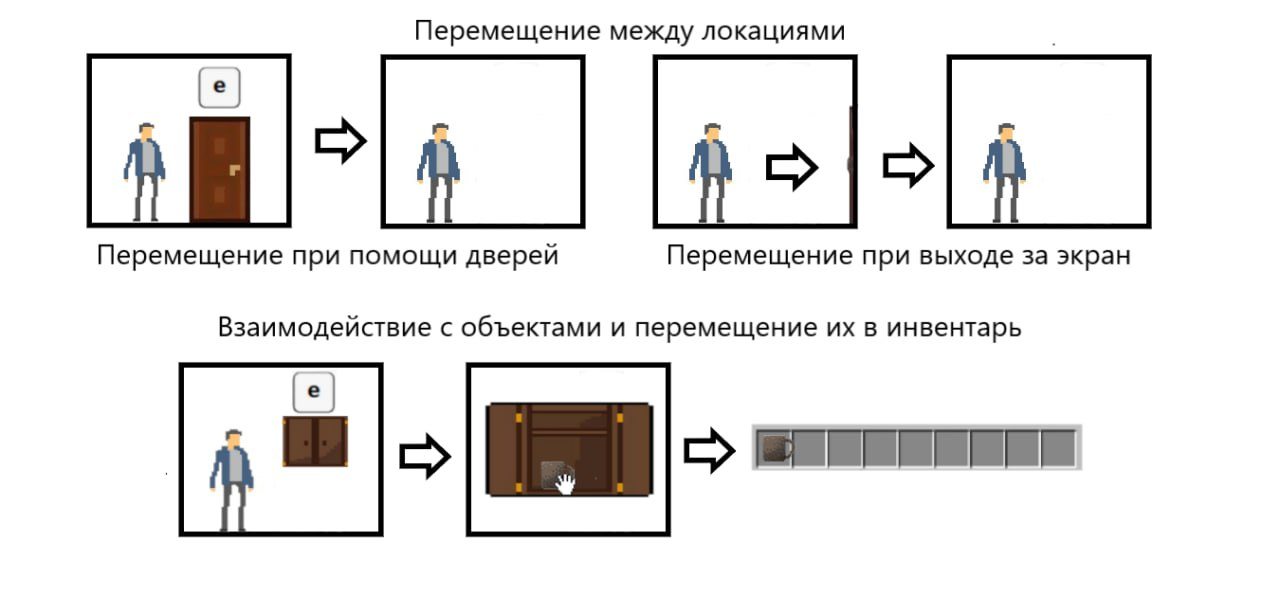 Перемещение между локациями
e
Перемещение при помощи дверей
Перемещение при выходе за экран
Взаимодействие с объектами и перемещение их в инвентарь
e